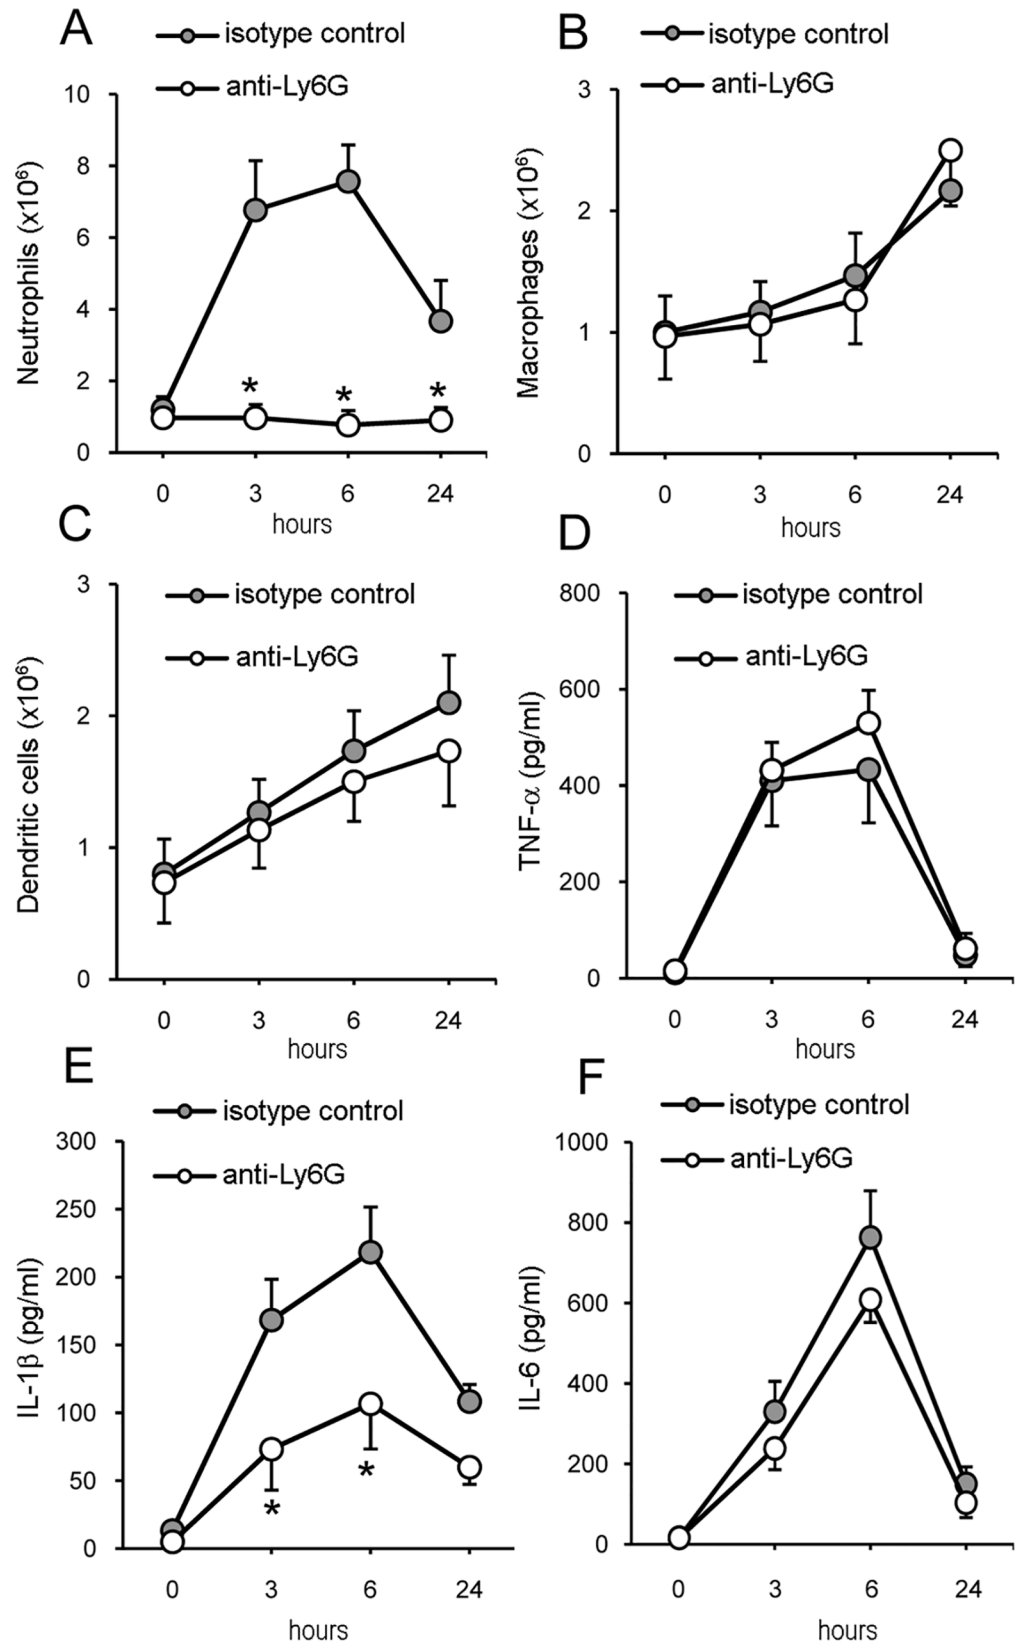 A
isotype control
anti-Ly6G
10
8
6
4
2
0
Neutrophils (x10⁶)
*
*
*
0 3 6 24
hours
B
isotype control
anti-Ly6G
3
2
1
0
Macrophages (x10⁶)
0 3 6 24
hours
C
isotype control
anti-Ly6G
3
2
1
0
Dendritic cells (x10⁶)
0 3 6 24
hours
D
isotype control
anti-Ly6G
800
600
400
200
0
TNF-α (pg/ml)
0 3 6 24
hours
E
isotype control
anti-Ly6G
300
250
200
150
100
50
0
IL-1β (pg/ml)
*
*
0 3 6 24
hours
F
isotype control
anti-Ly6G
1000
800
600
400
200
0
IL-6 (pg/ml)
0 3 6 24
hours